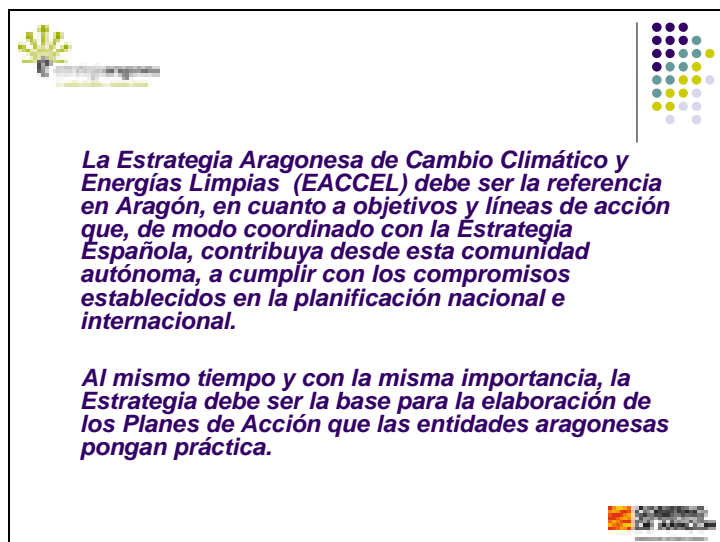 La Estrategia Aragonesa de Cambio Climático y
Energías Limpias (EACCEL) debe ser la referencia
en Aragón, en cuanto a objetivos y líneas de acción
que, de modo coordinado con la Estrategia
Española, contribuya desde esta comunidad
autónoma, a cumplir con los compromisos
establecidos en la planificación nacional e
internacional.
Al mismo tiempo y con la misma importancia, la
Estrategia debe ser la base para la elaboración de
los Planes de Acción que las entidades aragonesas
pongan práctica.
GOBIERNO
DE ARAGON